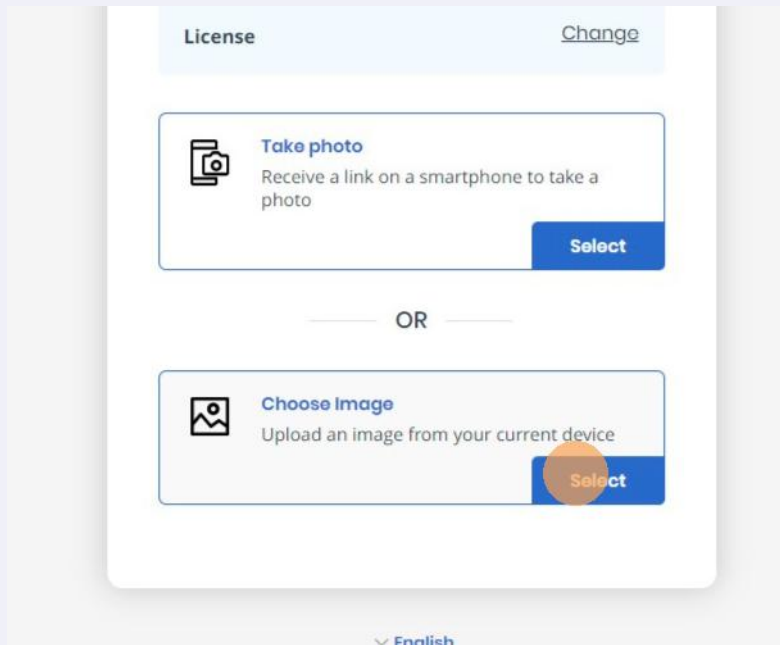 License
Change
Take photo
Receive a link on a smartphone to take a
photo
Select
OR
Choose Image
Upload an image from your current device
Select
English